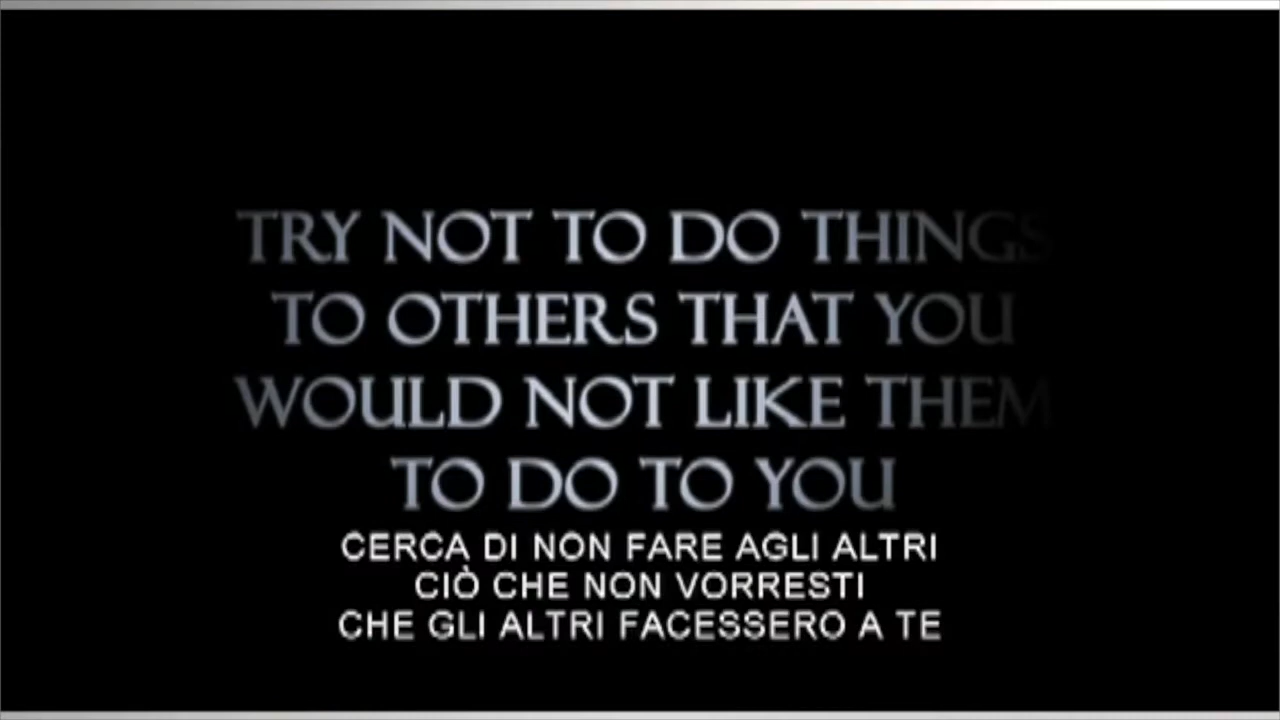 TRY NOT TO DO THINGS
TO OTHERS THAT YOU
WOULD NOT LIKE THEM
TO DO TO YOU
CERCA DI NON FARE AGLI ALTRI
CIÒ CHE NON VORRESTI
CHE GLI ALTRI FACESSERO A TE